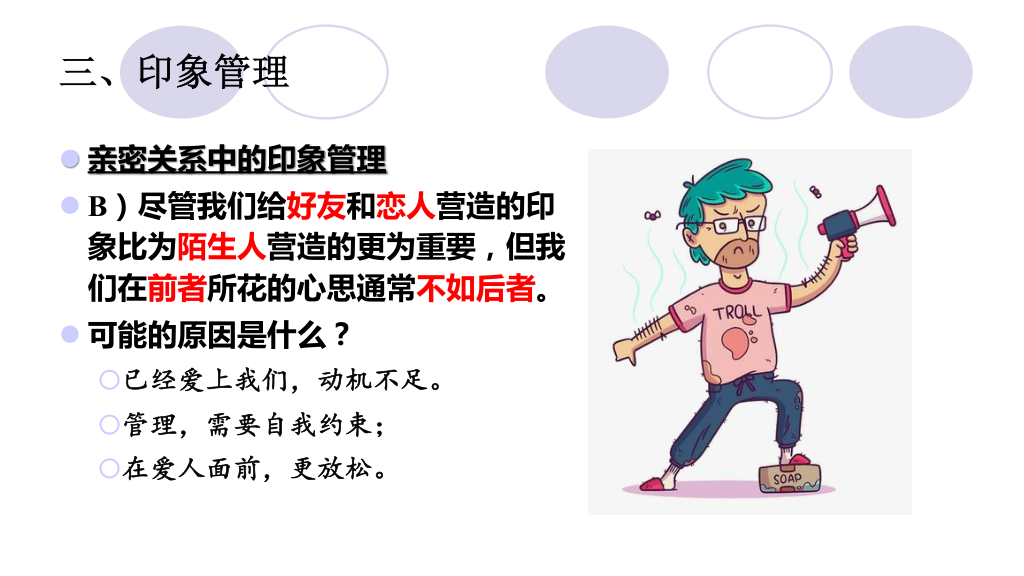 三、印象管理
亲密关系中的印象管理
B）尽管我们给好友和恋人营造的印
象比为陌生人营造的更为重要，但我
们在前者所花的心思通常不如后者。
可能的原因是什么？
已经爱上我们，动机不足。
管理，需要自我约束；
在爱人面前，更放松。
TROLL
SOAP